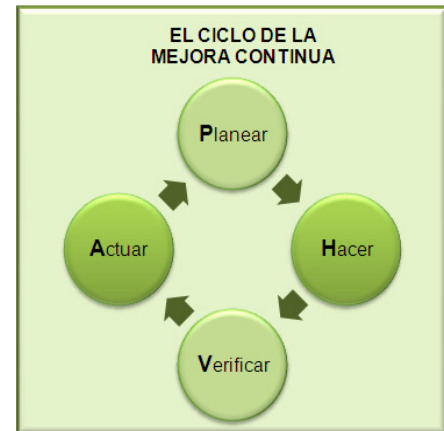 EL CICLO DE LA
MEJORA CONTINUA
Planear
Actuar
Hacer
Verificar